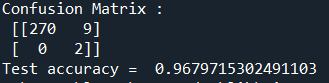 Confusion Matrix :
[[270 9]
[ 0 2]]
Test accuracy = 0.9679715302491103